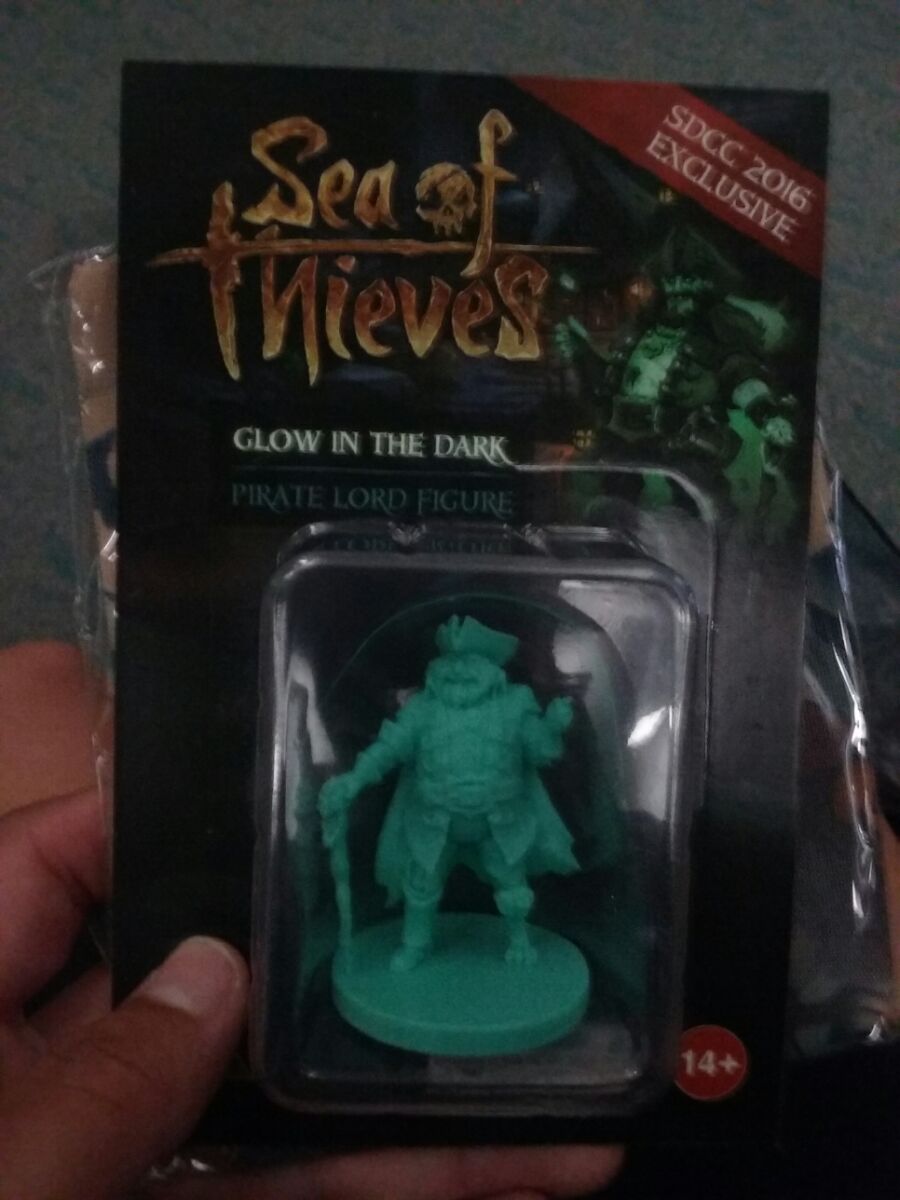 Sea of
Thieves
SDCC 2016
EXCLUSIVE
GLOW IN THE DARK
PIRATE LORD FIGURE
14+